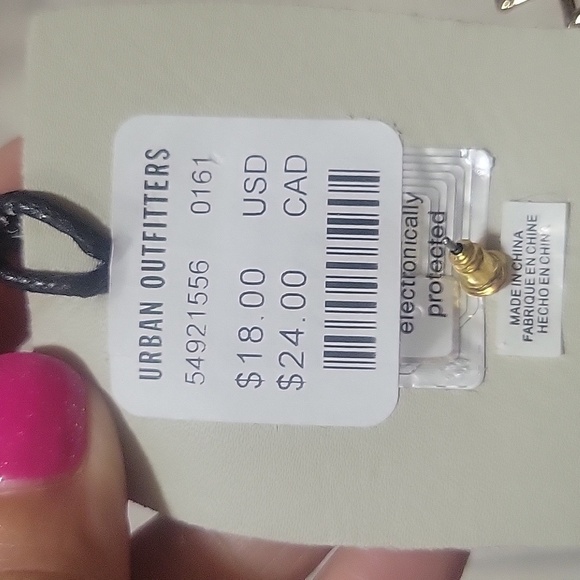 URBAN OUTFITTERS
54921556 0161
$18.00 USD
$24.00 CAD
electronically
protected
MADE IN CHINA
FABRIQUE EN CHINE
HECHO EN CHINA